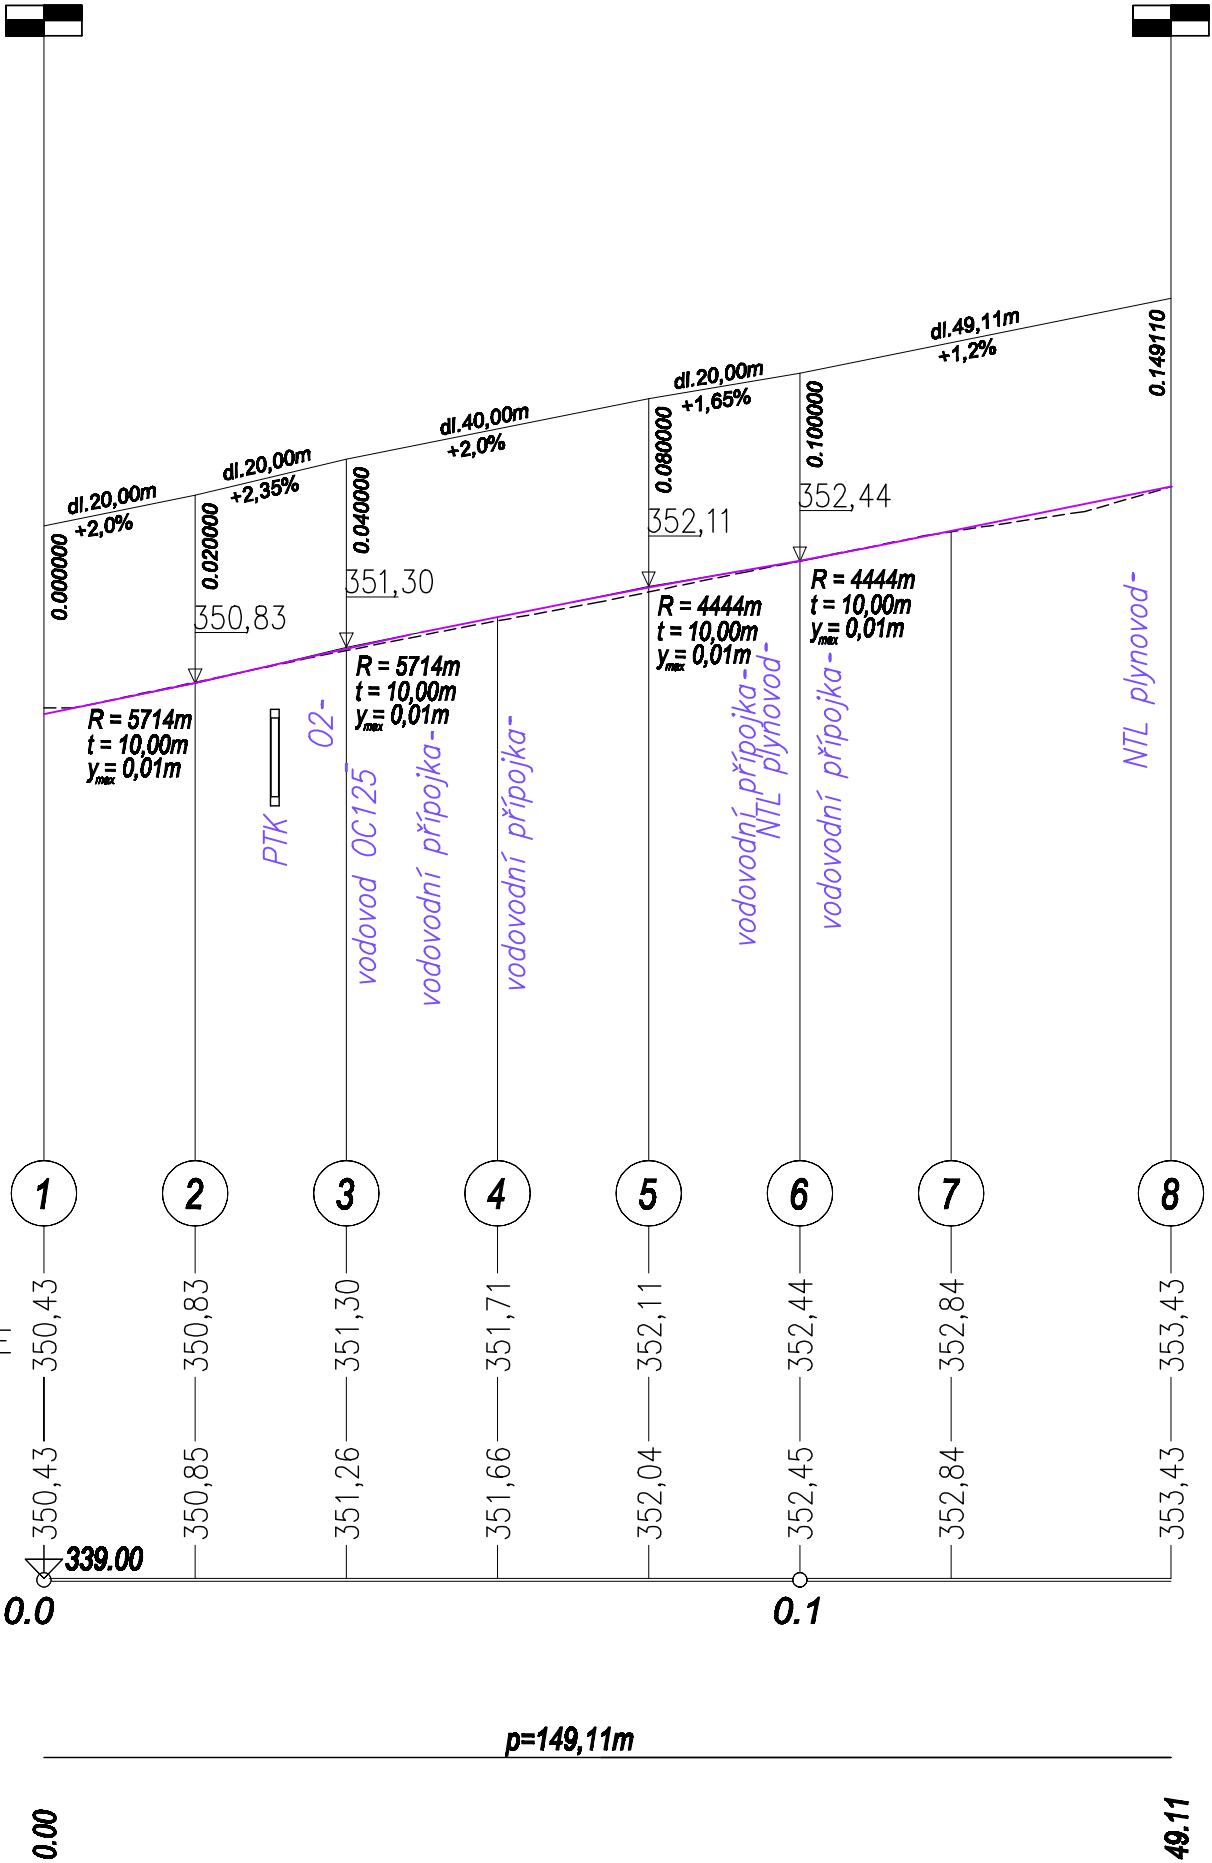 dl.49,11m
+1,2%
0.149110
dl.20,00m
+1,65%
0.100000
dl.40,00m
+2,0%
0.080000
dl.20,00m
+2,35%
0.040000
dl.20,00m
+2,0%
0.020000
0.000000
352,44
352,11
351,30
350,83
R = 4444m
t = 10,00m
ymax= 0,01m
R = 4444m
t = 10,00m
ymax= 0,01m
R = 5714m
t = 10,00m
ymax= 0,01m
R = 5714m
t = 10,00m
ymax= 0,01m
PTK
O2-
vodovod OC125-
vodovodní přípojka-
vodovodní přípojka-
vodovodní přípojka-
NTL plynovod-
vodovodní přípojka-
NTL plynovod-
1 2 3 4 5 6 7 8
350,43 350,83 351,30 351,71 352,11 352,44 352,84 353,43
350,43 350,85 351,26 351,66 352,04 352,45 352,84 353,43
339.00
0.0 0.1
p=149,11m
0.00 49.11